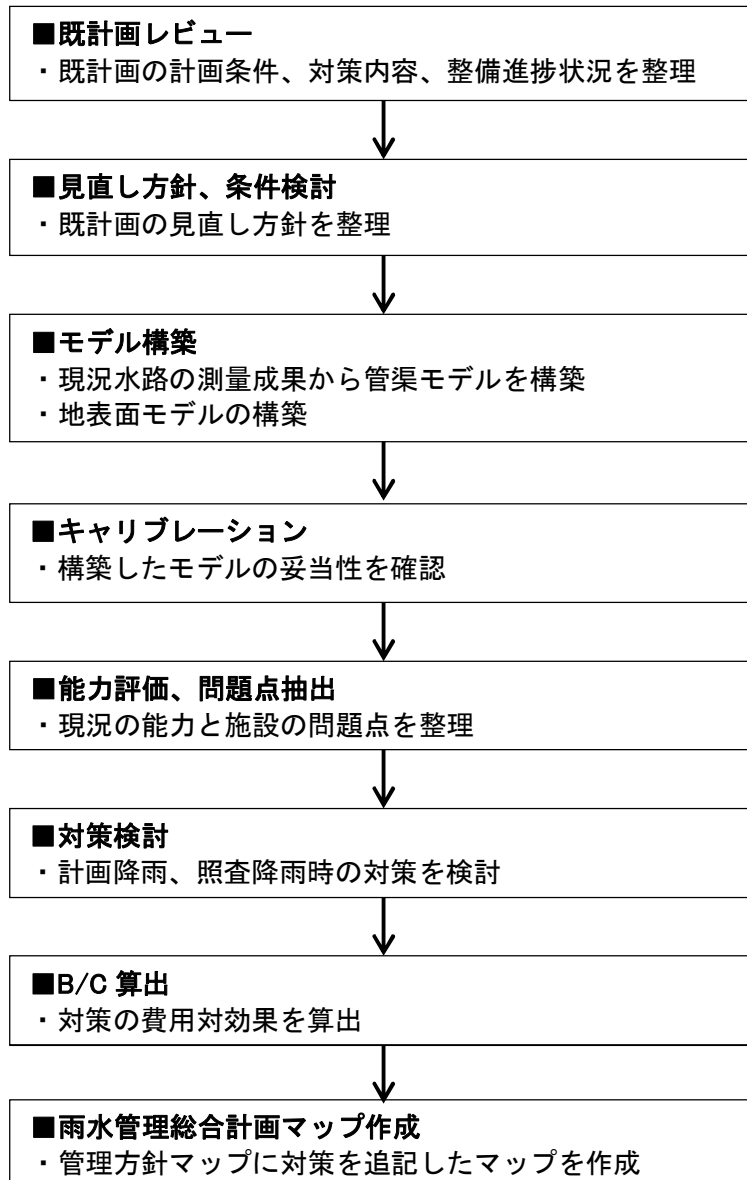 ■既計画レビュー
・既計画の計画条件、対策内容、整備進捗状況を整理
■見直し方針、条件検討
・既計画の見直し方針を整理
■モデル構築
・現況水路の測量成果から管渠モデルを構築
・地表面モデルの構築
■キャリブレーション
・構築したモデルの妥当性を確認
■能力評価、問題点抽出
・現況の能力と施設の問題点を整理
■対策検討
・計画降雨、照査降雨時の対策を検討
■B/C 算出
・対策の費用対効果を算出
■雨水管理総合計画マップ作成
・管理方針マップに対策を追記したマップを作成